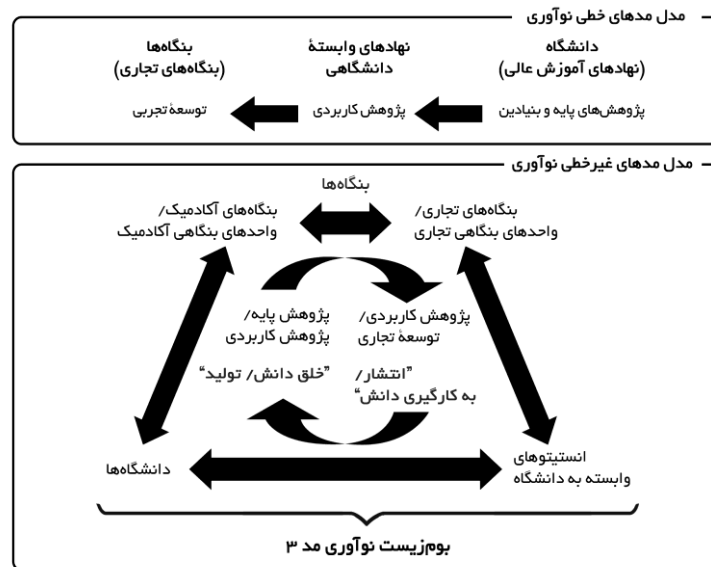 مدل مدهای خطی نوآوری
دانشگاه
(نهادهای آموزش عالی)
نهادهای وابستهٔ
دانشگاهی
بنگاه‌ها
(بنگاه‌های تجاری)
پژوهش‌های پایه و بنیادین
پژوهش کاربردی
توسعهٔ تجربی
مدل مدهای غیرخطی نوآوری
بنگاه‌ها
بنگاه‌های تجاری/
واحدهای بنگاهی تجاری
بنگاه‌های آکادمیک/
واحدهای بنگاهی آکادمیک
پژوهش کاربردی/
توسعهٔ تجاری
پژوهش پایه/
پژوهش کاربردی
"انتشار/
به کارگیری دانش"
"خلق دانش/ تولید"
انستیتوهای
وابسته به دانشگاه
دانشگاه‌ها
بوم‌زیست نوآوری مد ۳